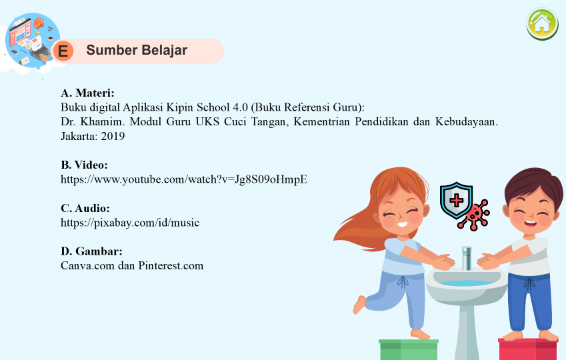 E Sumber Belajar
A. Materi:
Buku digital Aplikasi Kipin School 4.0 (Buku Referensi Guru):
Dr. Khamim. Modul Guru UKS Cuci Tangan, Kementrian Pendidikan dan Kebudayaan.
Jakarta: 2019
B. Video:
https://www.youtube.com/watch?v=Jg8S09oHmpE
C. Audio:
https://pixabay.com/id/music
D. Gambar:
Canva.com dan Pinterest.com